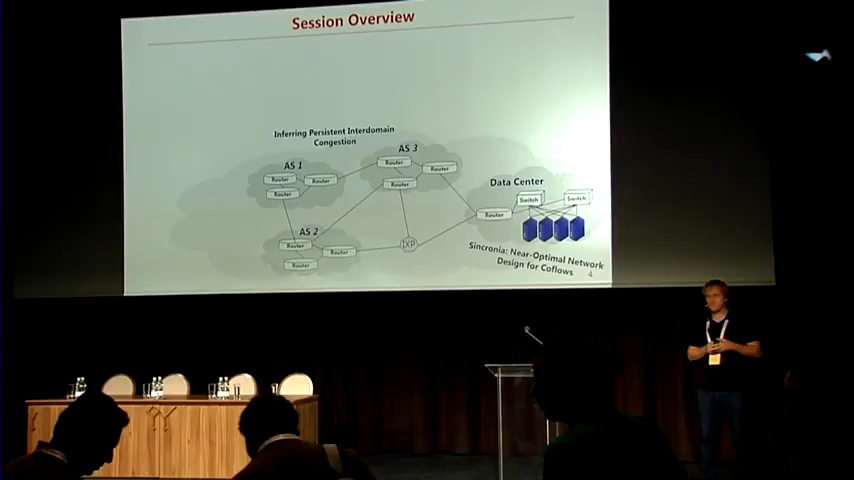 Session Overview
Inferring Persistent Interdomain
Congestion
AS 1
Router
Router
Router
AS 3
Router
Router
Router
AS 2
Router
Router
Router
IXP
Data Center
Switch
Switch
Router
Sincronia: Near-Optimal Network
Design for Coflows
4